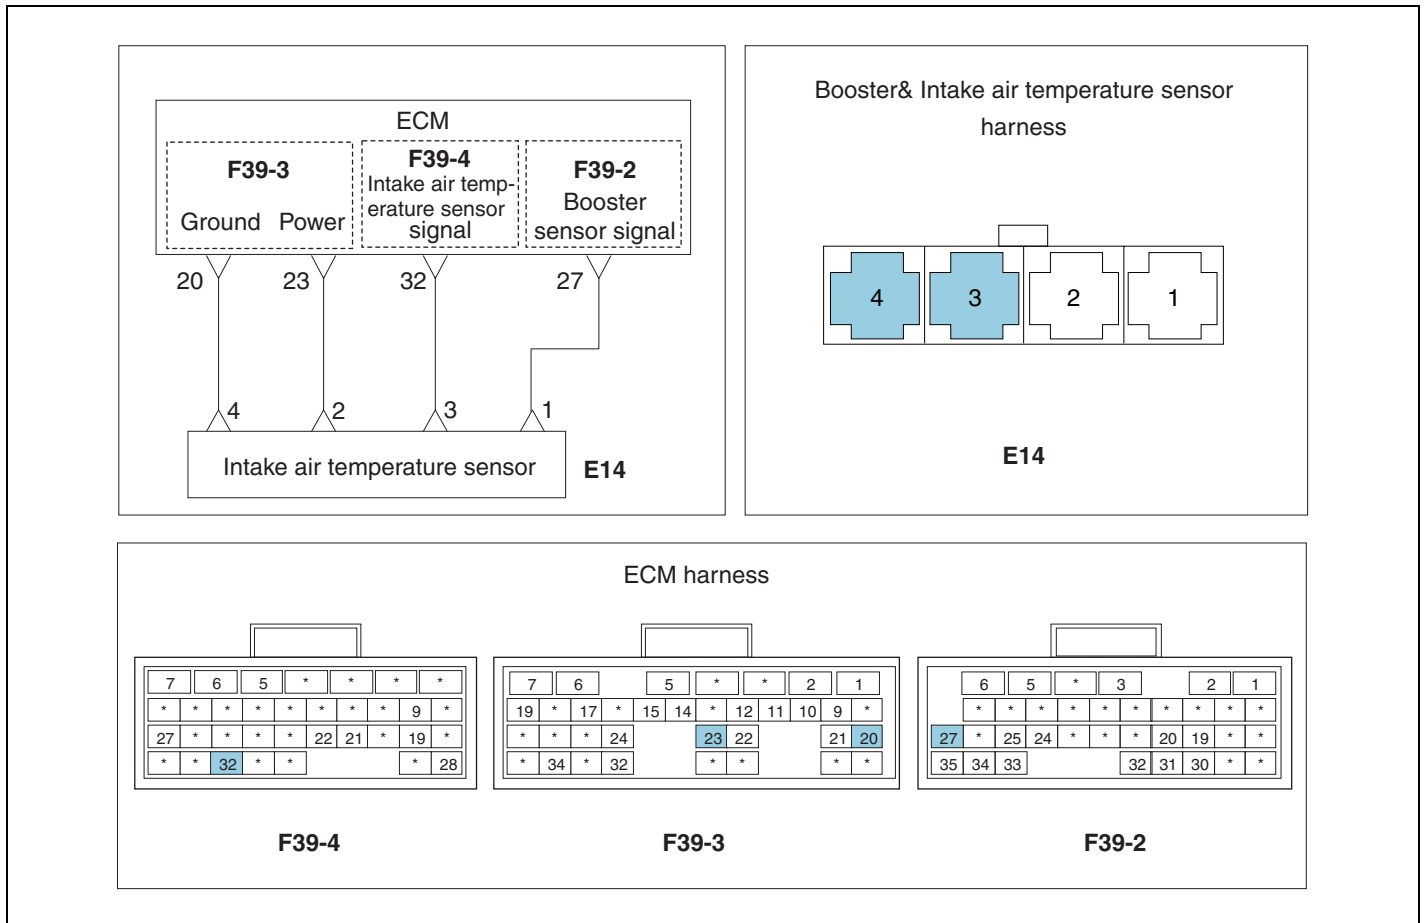 ECM
F39-3
Ground Power
F39-4
Intake air temp-
erature sensor
signal
F39-2
Booster
sensor signal
20 23 32 27
4 2 3 1
Intake air temperature sensor
E14
Booster& Intake air temperature sensor
harness
4 3 2 1
E14
ECM harness
7 6 5 * * * *
* * * * * * * * 9 *
27 * * * * 22 21 * 19 *
* * 32 * * * 28
F39-4
7 6 5 * * 2 1
19 * 17 * 15 14 * 12 11 10 9 *
* * * 24 23 22 21 20
* 34 * 32 * * * *
F39-3
6 5 * 3 2 1
* * * * * * * * * *
27 * 25 24 * * * 20 19 * *
35 34 33 32 31 30 * *
F39-2